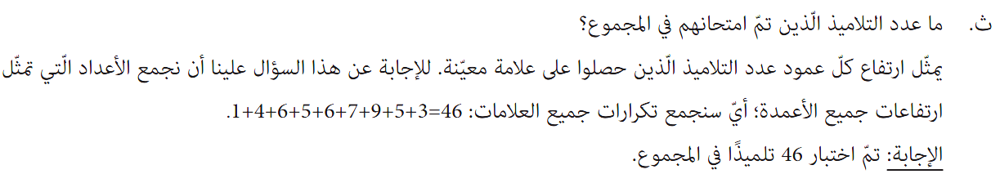 ث. ما عدد التلاميذ الّذين تمّ امتحانهم في المجموع؟
يمثّل ارتفاع كلّ عمود عدد التلاميذ الّذين حصلوا على علامة معيّنة. للإجابة عن هذا السؤال علينا أن نجمع الأعداد الّتي تمثّل
ارتفاعات جميع الأعمدة؛ أيّ سنجمع تكرارات جميع العلامات: 46=3+5+9+7+6+5+6+4+1.
الإجابة: تمّ اختبار 46 تلميذًا في المجموع.